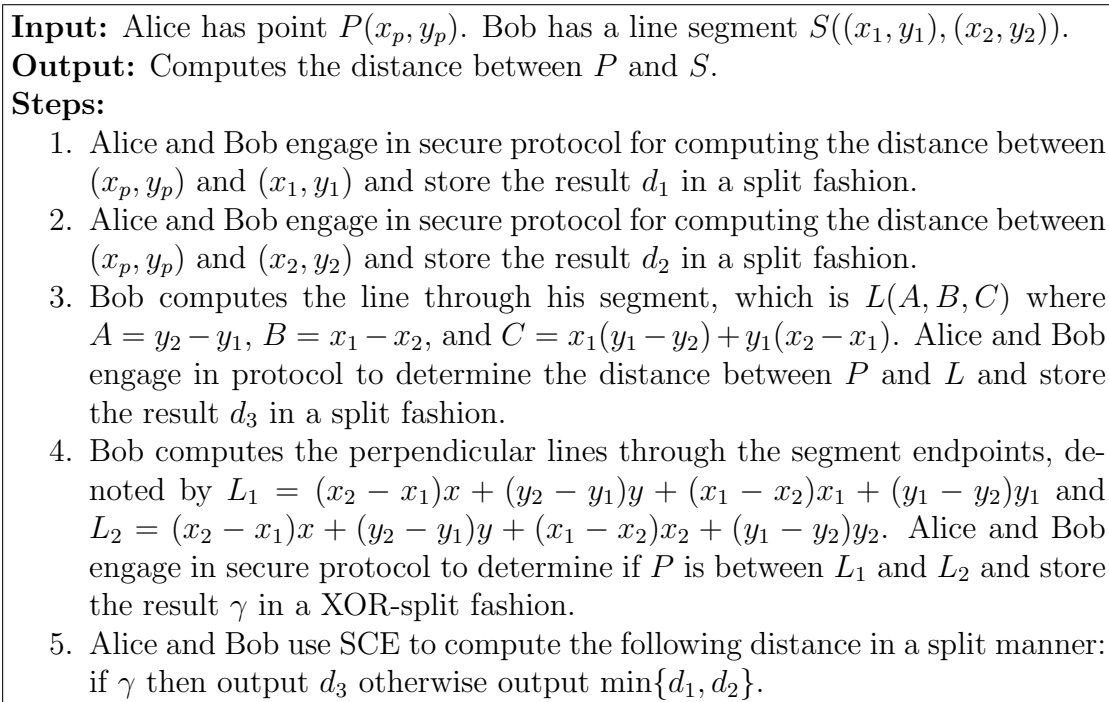 Input: Alice has point P(x_p, y_p). Bob has a line segment S((x_1, y_1), (x_2, y_2)).
Output: Computes the distance between P and S.
Steps:
1. Alice and Bob engage in secure protocol for computing the distance between
(x_p, y_p) and (x_1, y_1) and store the result d_1 in a split fashion.
2. Alice and Bob engage in secure protocol for computing the distance between
(x_p, y_p) and (x_2, y_2) and store the result d_2 in a split fashion.
3. Bob computes the line through his segment, which is L(A, B, C) where
A = y_2 − y_1, B = x_1 − x_2, and C = x_1(y_1 − y_2) + y_1(x_2 − x_1). Alice and Bob
engage in protocol to determine the distance between P and L and store
the result d_3 in a split fashion.
4. Bob computes the perpendicular lines through the segment endpoints, de-
noted by L_1 = (x_2 − x_1)x + (y_2 − y_1)y + (x_1 − x_2)x_1 + (y_1 − y_2)y_1 and
L_2 = (x_2 − x_1)x + (y_2 − y_1)y + (x_1 − x_2)x_2 + (y_1 − y_2)y_2. Alice and Bob
engage in secure protocol to determine if P is between L_1 and L_2 and store
the result γ in a XOR-split fashion.
5. Alice and Bob use SCE to compute the following distance in a split manner:
if γ then output d_3 otherwise output min{d_1, d_2}.